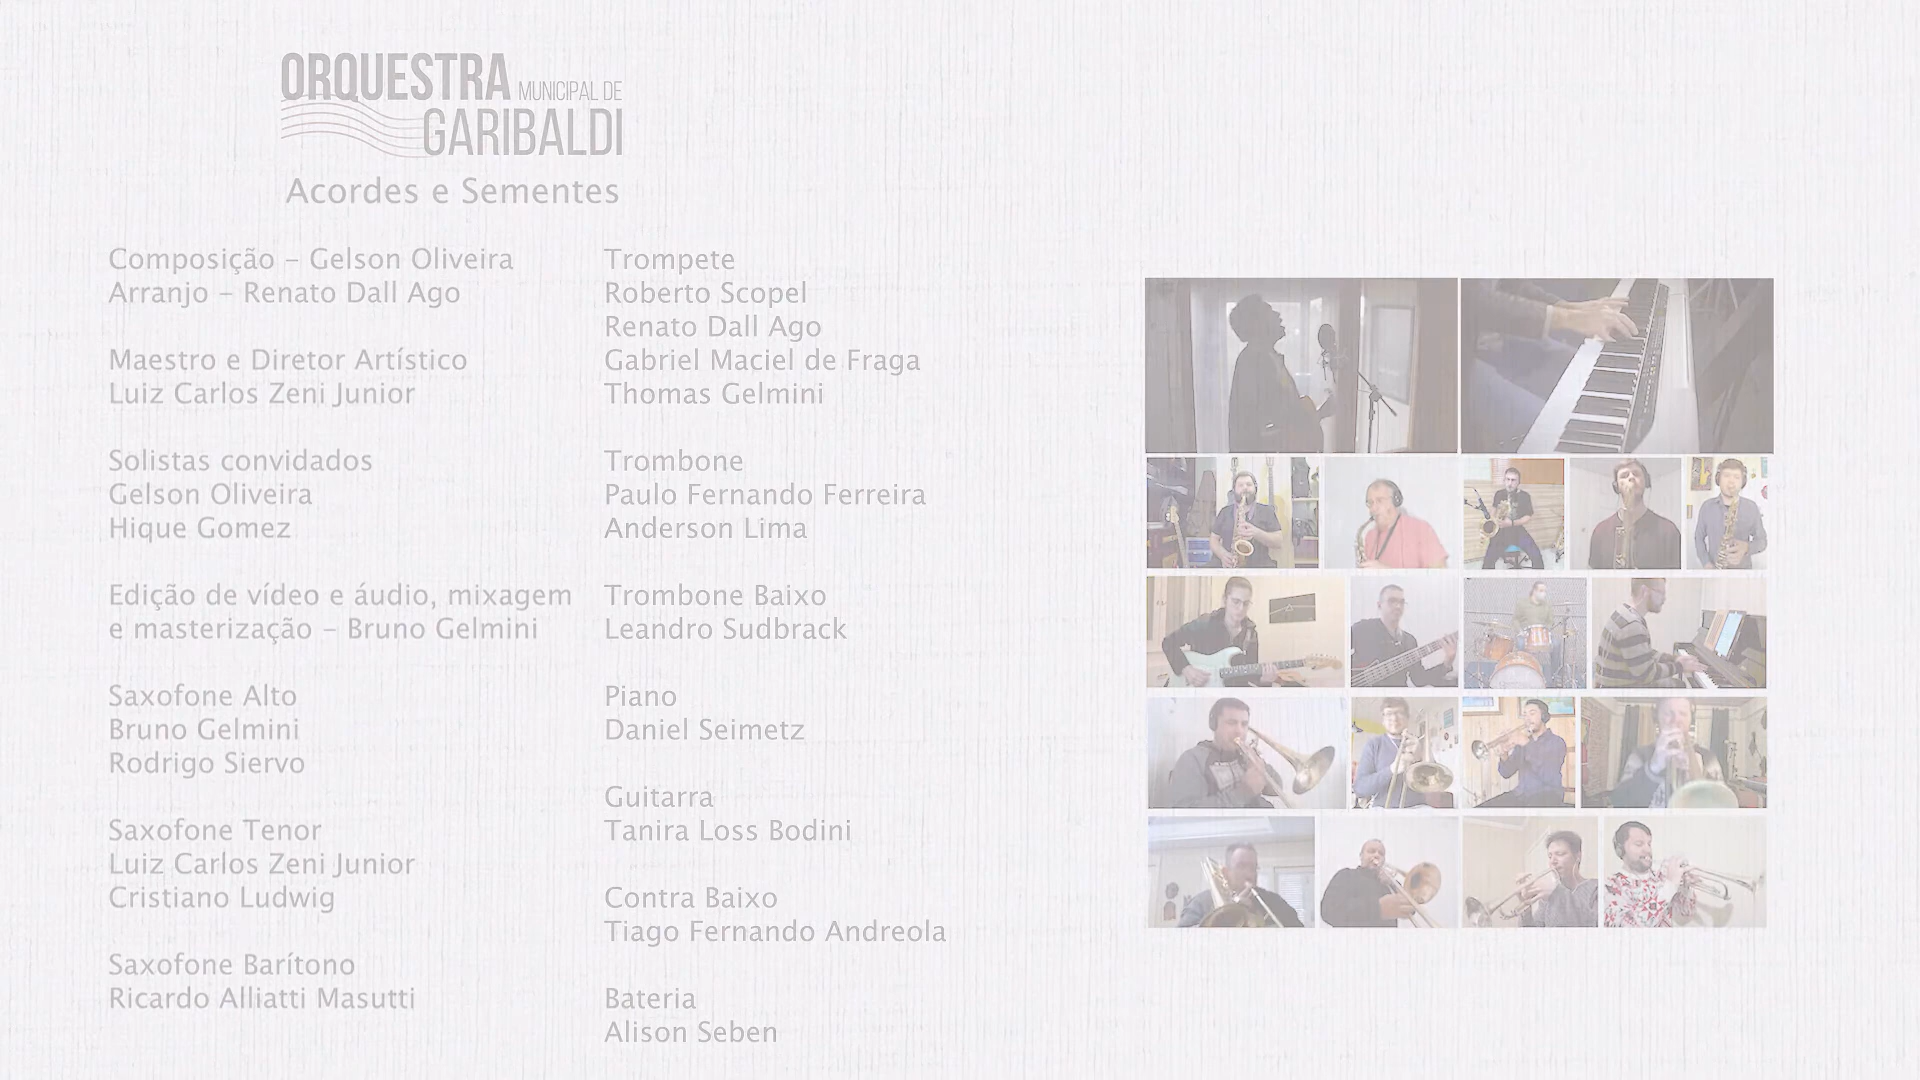 ORQUESTRA MUNICIPAL DE
GARIBALDI
Acordes e Sementes
Composição - Gelson Oliveira
Arranjo - Renato Dall Ago
Maestro e Diretor Artístico
Luiz Carlos Zeni Junior
Solistas convidados
Gelson Oliveira
Hique Gomez
Edição de vídeo e áudio, mixagem
e masterização - Bruno Gelmini
Saxofone Alto
Bruno Gelmini
Rodrigo Siervo
Saxofone Tenor
Luiz Carlos Zeni Junior
Cristiano Ludwig
Saxofone Barítono
Ricardo Alliatti Masutti
Trompete
Roberto Scopel
Renato Dall Ago
Gabriel Maciel de Fraga
Thomas Gelmini
Trombone
Paulo Fernando Ferreira
Anderson Lima
Trombone Baixo
Leandro Sudbrack
Piano
Daniel Seimetz
Guitarra
Tanira Loss Bodini
Contra Baixo
Tiago Fernando Andreola
Bateria
Alison Seben